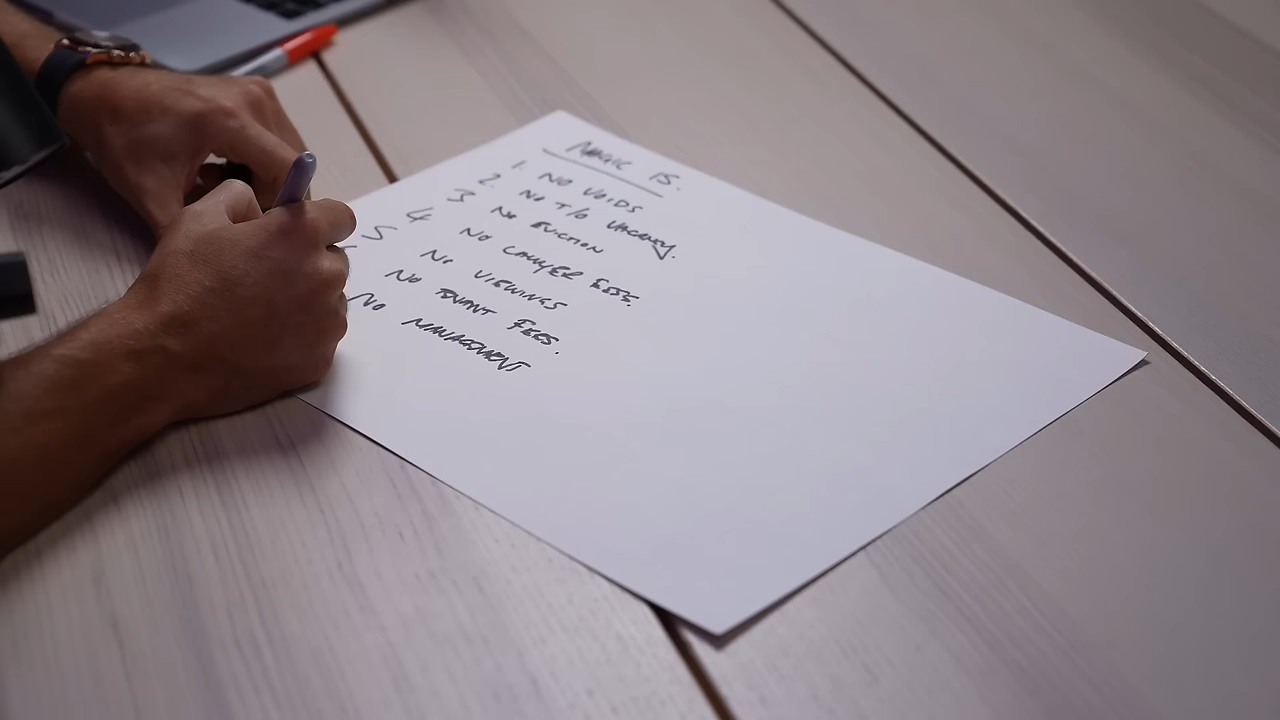 MAGIC IS.
1. NO VOIDS
2. NO T/O VACANCY.
3 NO EVICTION
4 NO LAWYER FEES
5 NO VIEWINGS
NO TENANT FEES.
NO MANAGEMENT